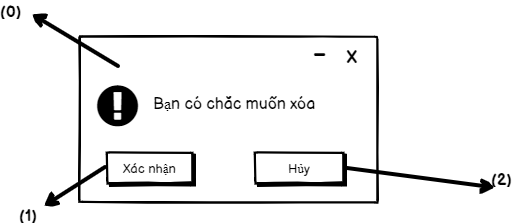 (0)
- X
Bạn có chắc muốn xóa
Xác nhận
Hủy
(2)
(1)